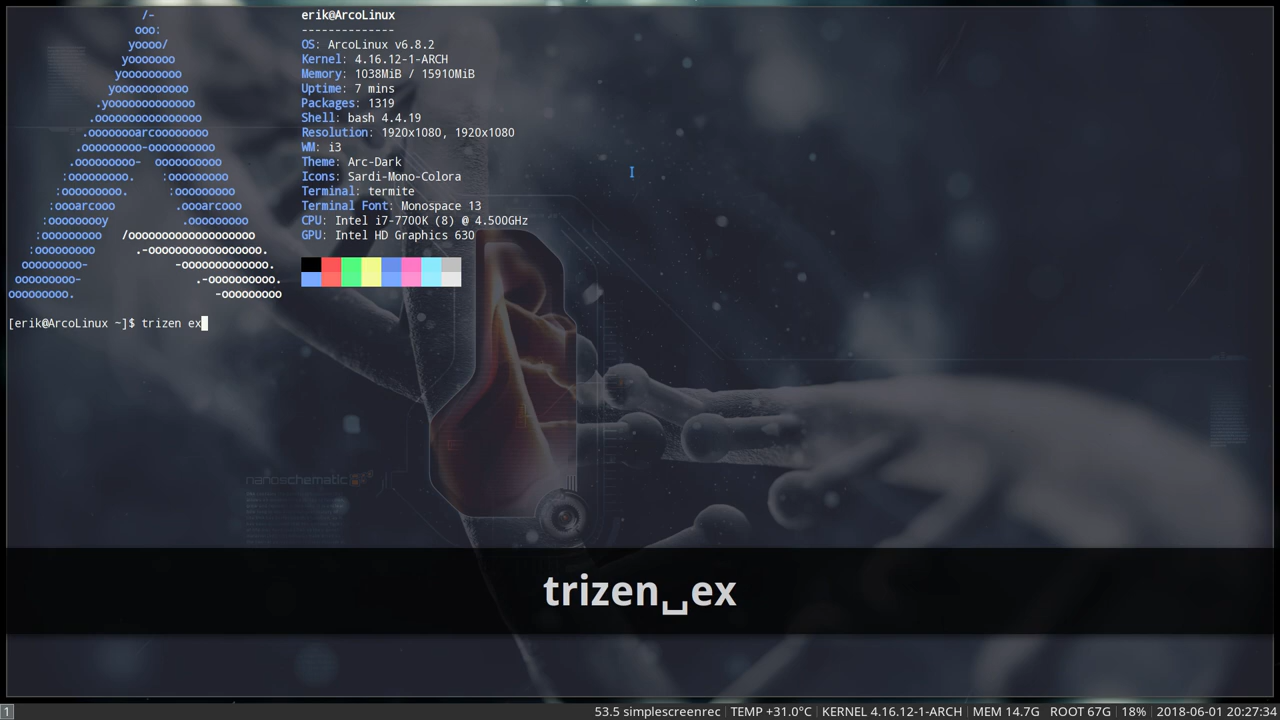 erik@ArcoLinux
--------------
OS: ArcoLinux v6.8.2
Kernel: 4.16.12-1-ARCH
Memory: 1038MiB / 15910MiB
Uptime: 7 mins
Packages: 1319
Shell: bash 4.4.19
Resolution: 1920x1080, 1920x1080
WM: i3
Theme: Arc-Dark
Icons: Sardi-Mono-Colora
Terminal: termite
Terminal Font: Monospace 13
CPU: Intel i7-7700K (8) @ 4.500GHz
GPU: Intel HD Graphics 630
[erik@ArcoLinux ~]$ trizen ex
nanoschematic
trizen␣ex
1
53.5 simplescreenrec TEMP +31.0°C KERNEL 4.16.12-1-ARCH MEM 14.7G ROOT 67G 18% 2018-06-01 20:27:34